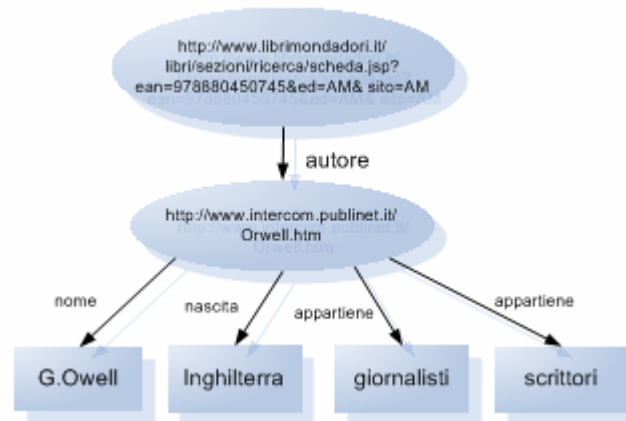 http://www.librimondadori.it/
libri/sezioni/ricerca/scheda.jsp?
ean=978880450745&ed=AM& sito=AM
autore
http://www.intercom.publinet.it/
Orwell.htm
nome
nascita
appartiene
appartiene
G.Owell
Inghilterra
giornalisti
scrittori